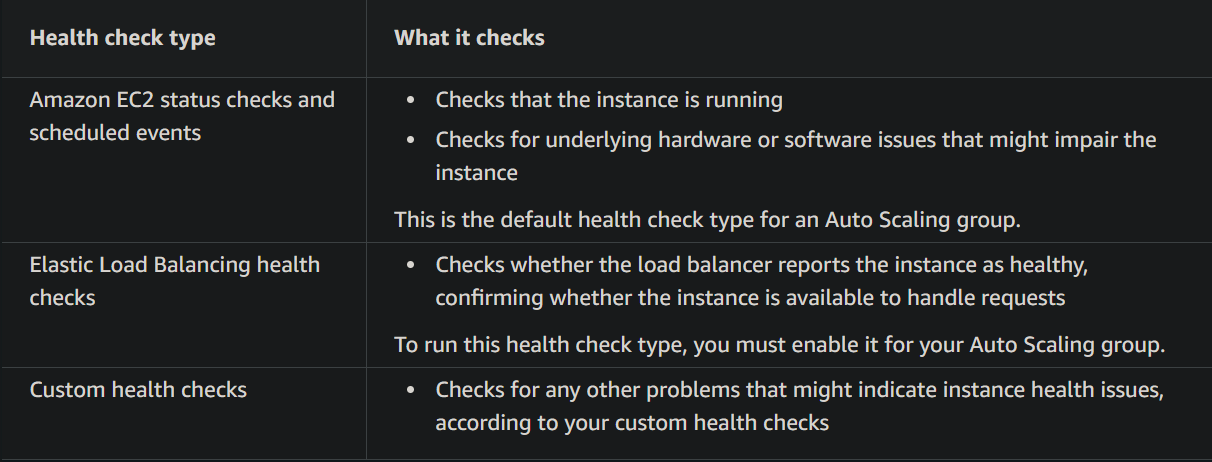 Health check type
What it checks
Amazon EC2 status checks and
scheduled events
• Checks that the instance is running
• Checks for underlying hardware or software issues that might impair the
instance
This is the default health check type for an Auto Scaling group.
Elastic Load Balancing health
checks
• Checks whether the load balancer reports the instance as healthy,
confirming whether the instance is available to handle requests
To run this health check type, you must enable it for your Auto Scaling group.
Custom health checks
• Checks for any other problems that might indicate instance health issues,
according to your custom health checks